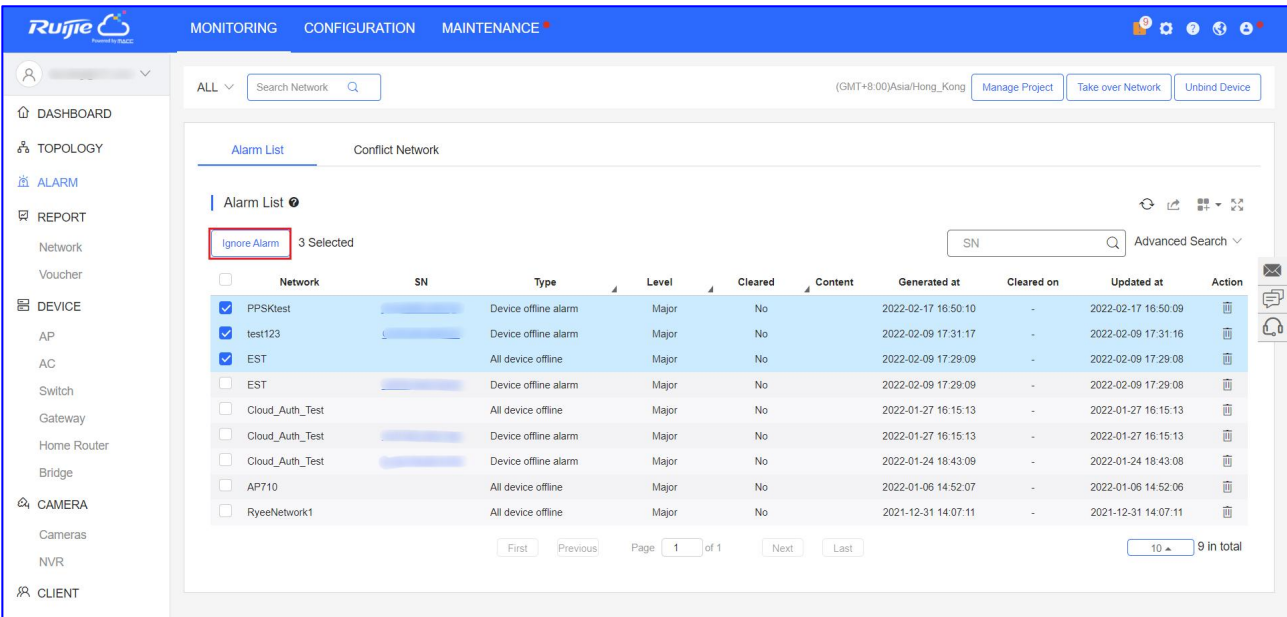 Ruijie
Powered by macc
MONITORING CONFIGURATION MAINTENANCE
9
DASHBOARD
TOPOLOGY
ALARM
REPORT
Network
Voucher
DEVICE
AP
AC
Switch
Gateway
Home Router
Bridge
CAMERA
Cameras
NVR
CLIENT
ALL Search Network (GMT+8:00)Asia/Hong_Kong Manage Project Take over Network Unbind Device
Alarm List Conflict Network
Alarm List
Ignore Alarm 3 Selected SN Advanced Search
Network SN Type Level Cleared Content Generated at Cleared on Updated at Action
PPSKtest Device offline alarm Major No 2022-02-17 16:50:10 - 2022-02-17 16:50:09
test123 Device offline alarm Major No 2022-02-09 17:31:17 - 2022-02-09 17:31:16
EST All device offline Major No 2022-02-09 17:29:09 - 2022-02-09 17:29:08
EST Device offline alarm Major No 2022-02-09 17:29:09 - 2022-02-09 17:29:08
Cloud_Auth_Test All device offline Major No 2022-01-27 16:15:13 - 2022-01-27 16:15:13
Cloud_Auth_Test Device offline alarm Major No 2022-01-27 16:15:13 - 2022-01-27 16:15:13
Cloud_Auth_Test Device offline alarm Major No 2022-01-24 18:43:09 - 2022-01-24 18:43:08
AP710 All device offline Major No 2022-01-06 14:52:07 - 2022-01-06 14:52:06
RyeeNetwork1 All device offline Major No 2021-12-31 14:07:11 - 2021-12-31 14:07:11
First Previous Page 1 of 1 Next Last 10 9 in total